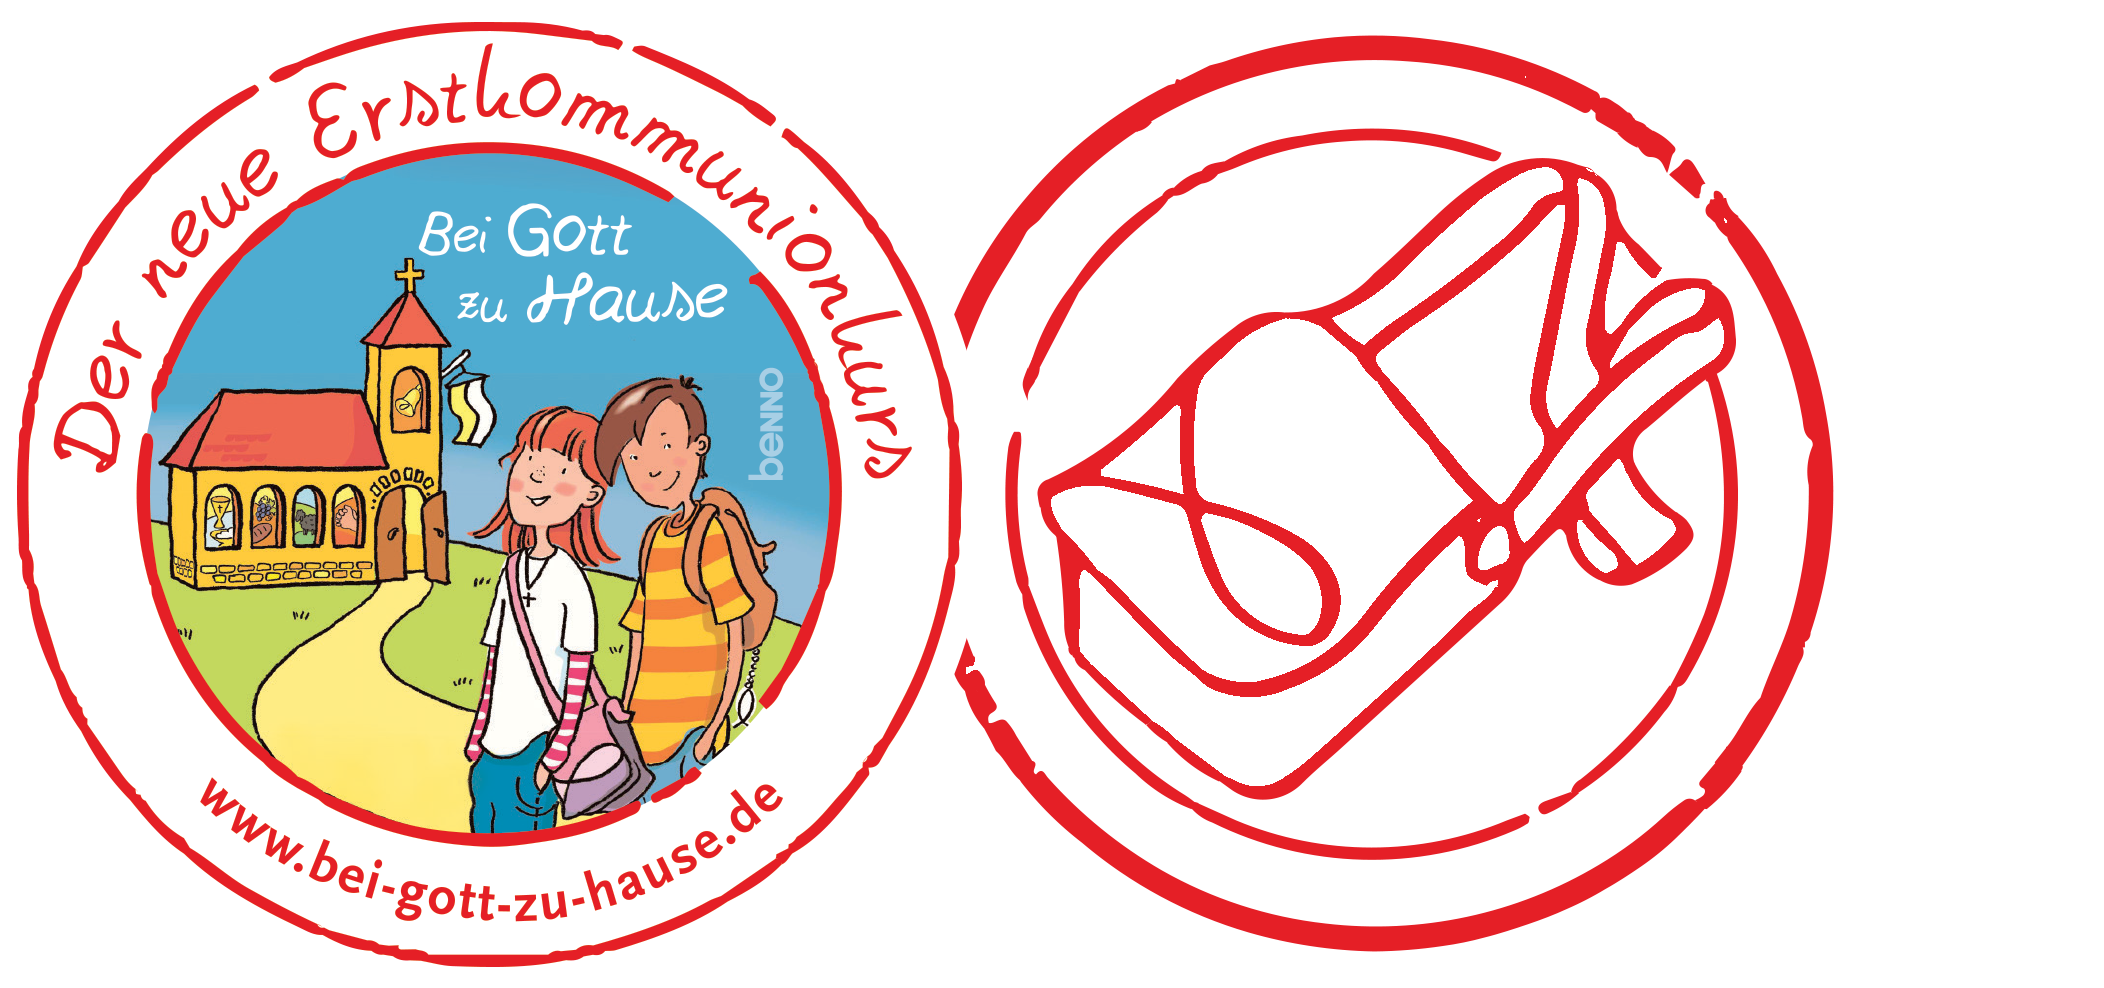 Der neue Erstkommunionkurs
Bei Gott
zu Hause
benno
www.bei-gott-zu-hause.de